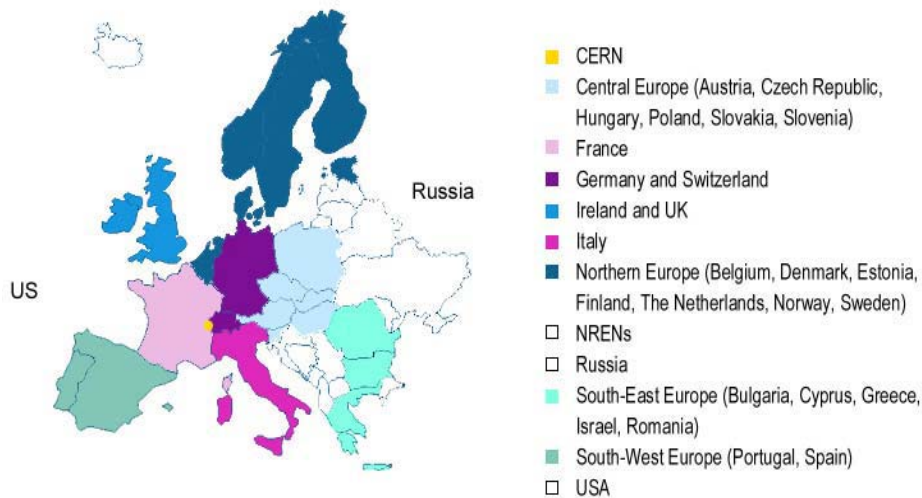 US
Russia
CERN
Central Europe (Austria, Czech Republic,
Hungary, Poland, Slovakia, Slovenia)
France
Germany and Switzerland
Ireland and UK
Italy
Northern Europe (Belgium, Denmark, Estonia,
Finland, The Netherlands, Norway, Sweden)
NRENs
Russia
South-East Europe (Bulgaria, Cyprus, Greece,
Israel, Romania)
South-West Europe (Portugal, Spain)
USA